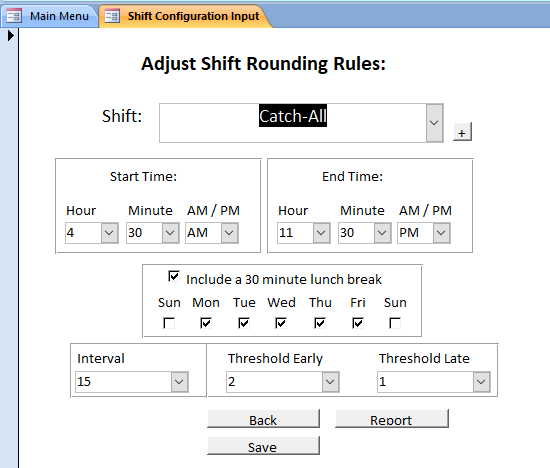 Main Menu Shift Configuration Input
Adjust Shift Rounding Rules:
Shift: Catch-All +
Start Time: End Time:
Hour Minute AM / PM Hour Minute AM / PM
4 30 AM 11 30 PM
Include a 30 minute lunch break
Sun Mon Tue Wed Thu Fri Sun
Interval Threshold Early Threshold Late
15 2 1
Back Report
Save